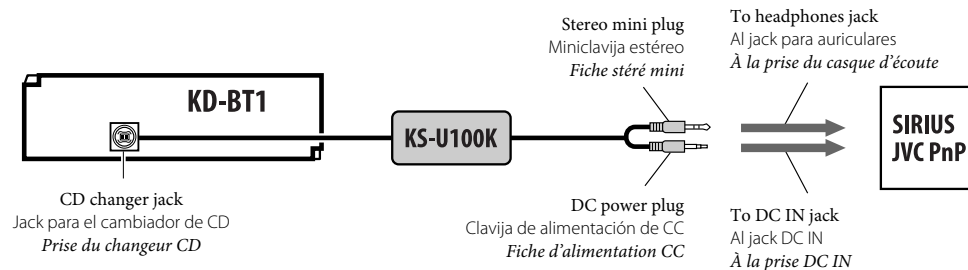 Stereo mini plug
Miniclavija estéreo
Fiche stéré mini
To headphones jack
Al jack para auriculares
À la prise du casque d'écoute
KD-BT1
KS-U100K
SIRIUS
JVC PnP
CD changer jack
Jack para el cambiador de CD
Prise du changeur CD
DC power plug
Clavija de alimentación de CC
Fiche d'alimentation CC
To DC IN jack
Al jack DC IN
À la prise DC IN